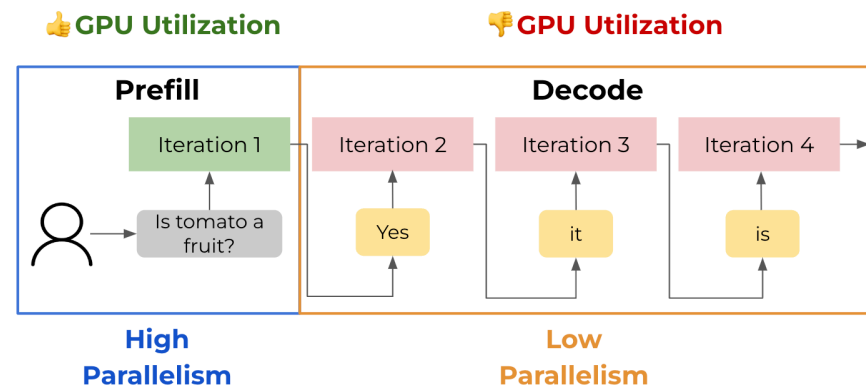 👍GPU Utilization
👎GPU Utilization
Prefill
Decode
Iteration 1
Iteration 2
Iteration 3
Iteration 4
Is tomato a
fruit?
Yes
it
is
High
Parallelism
Low
Parallelism